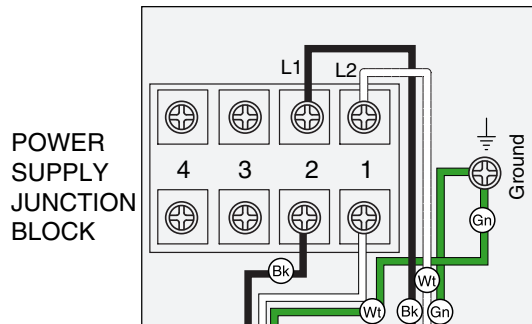 L1
L2
POWER
SUPPLY
JUNCTION
BLOCK
4
3
2
1
Ground
Gn
Bk
Wt
Wt
Bk
Gn